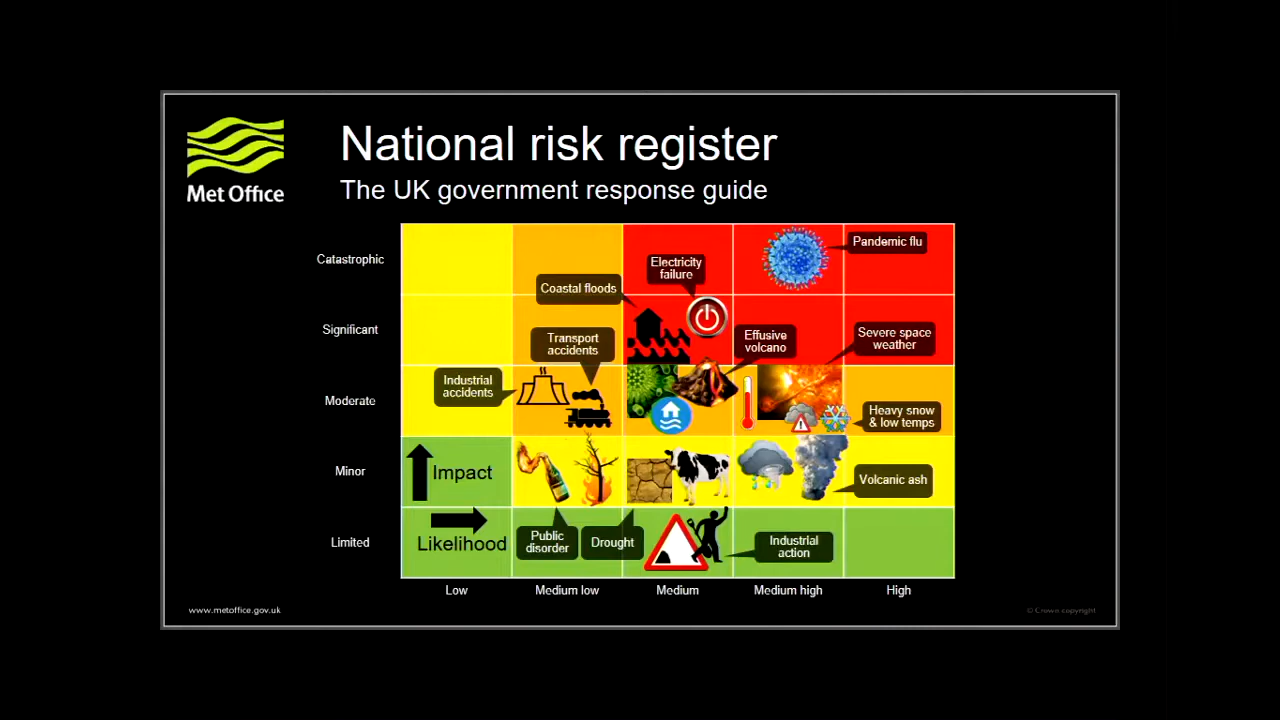 Met Office
National risk register
The UK government response guide
Catastrophic
Significant
Moderate
Minor
Limited
Pandemic flu
Electricity
failure
Coastal floods
Transport
accidents
Effusive
volcano
Severe space
weather
Industrial
accidents
Heavy snow
& low temps
Impact
Volcanic ash
Likelihood
Public
disorder
Drought
Industrial
action
Low
Medium low
Medium
Medium high
High
www.metoffice.gov.uk
© Crown copyright